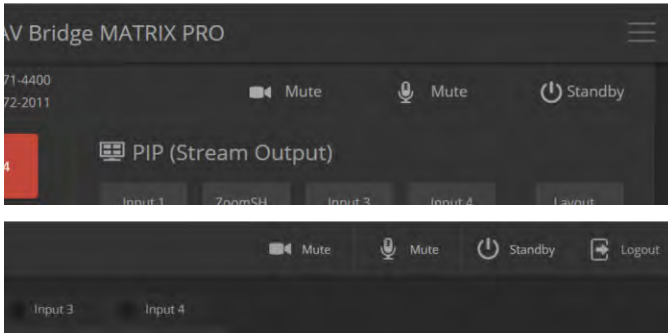 AV Bridge MATRIX PRO
71-4400
72-2011
Mute Mute Standby
4
PIP (Stream Output)
Input 1 ZoomSH Input 3 Input 4 Layout
Mute Mute Standby Logout
Input 3 Input 4